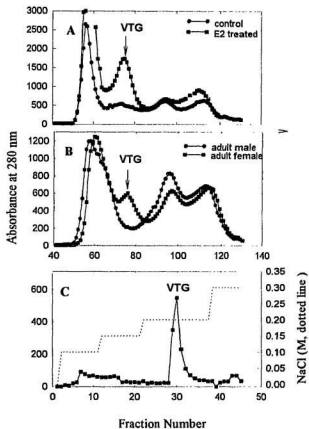 A
VTG
control
E2 treated
3000
2500
2000
1500
1000
500
0
B
VTG
adult male
adult female
1200
1000
800
600
400
200
0
40 60 80 100 120 140
y
Absorbance at 280 nm
C
VTG
600
400
200
0
0.35
0.30
0.25
0.20
0.15
0.10
0.05
0.00
NaCl (M, dotted line)
0 10 20 30 40 50
Fraction Number